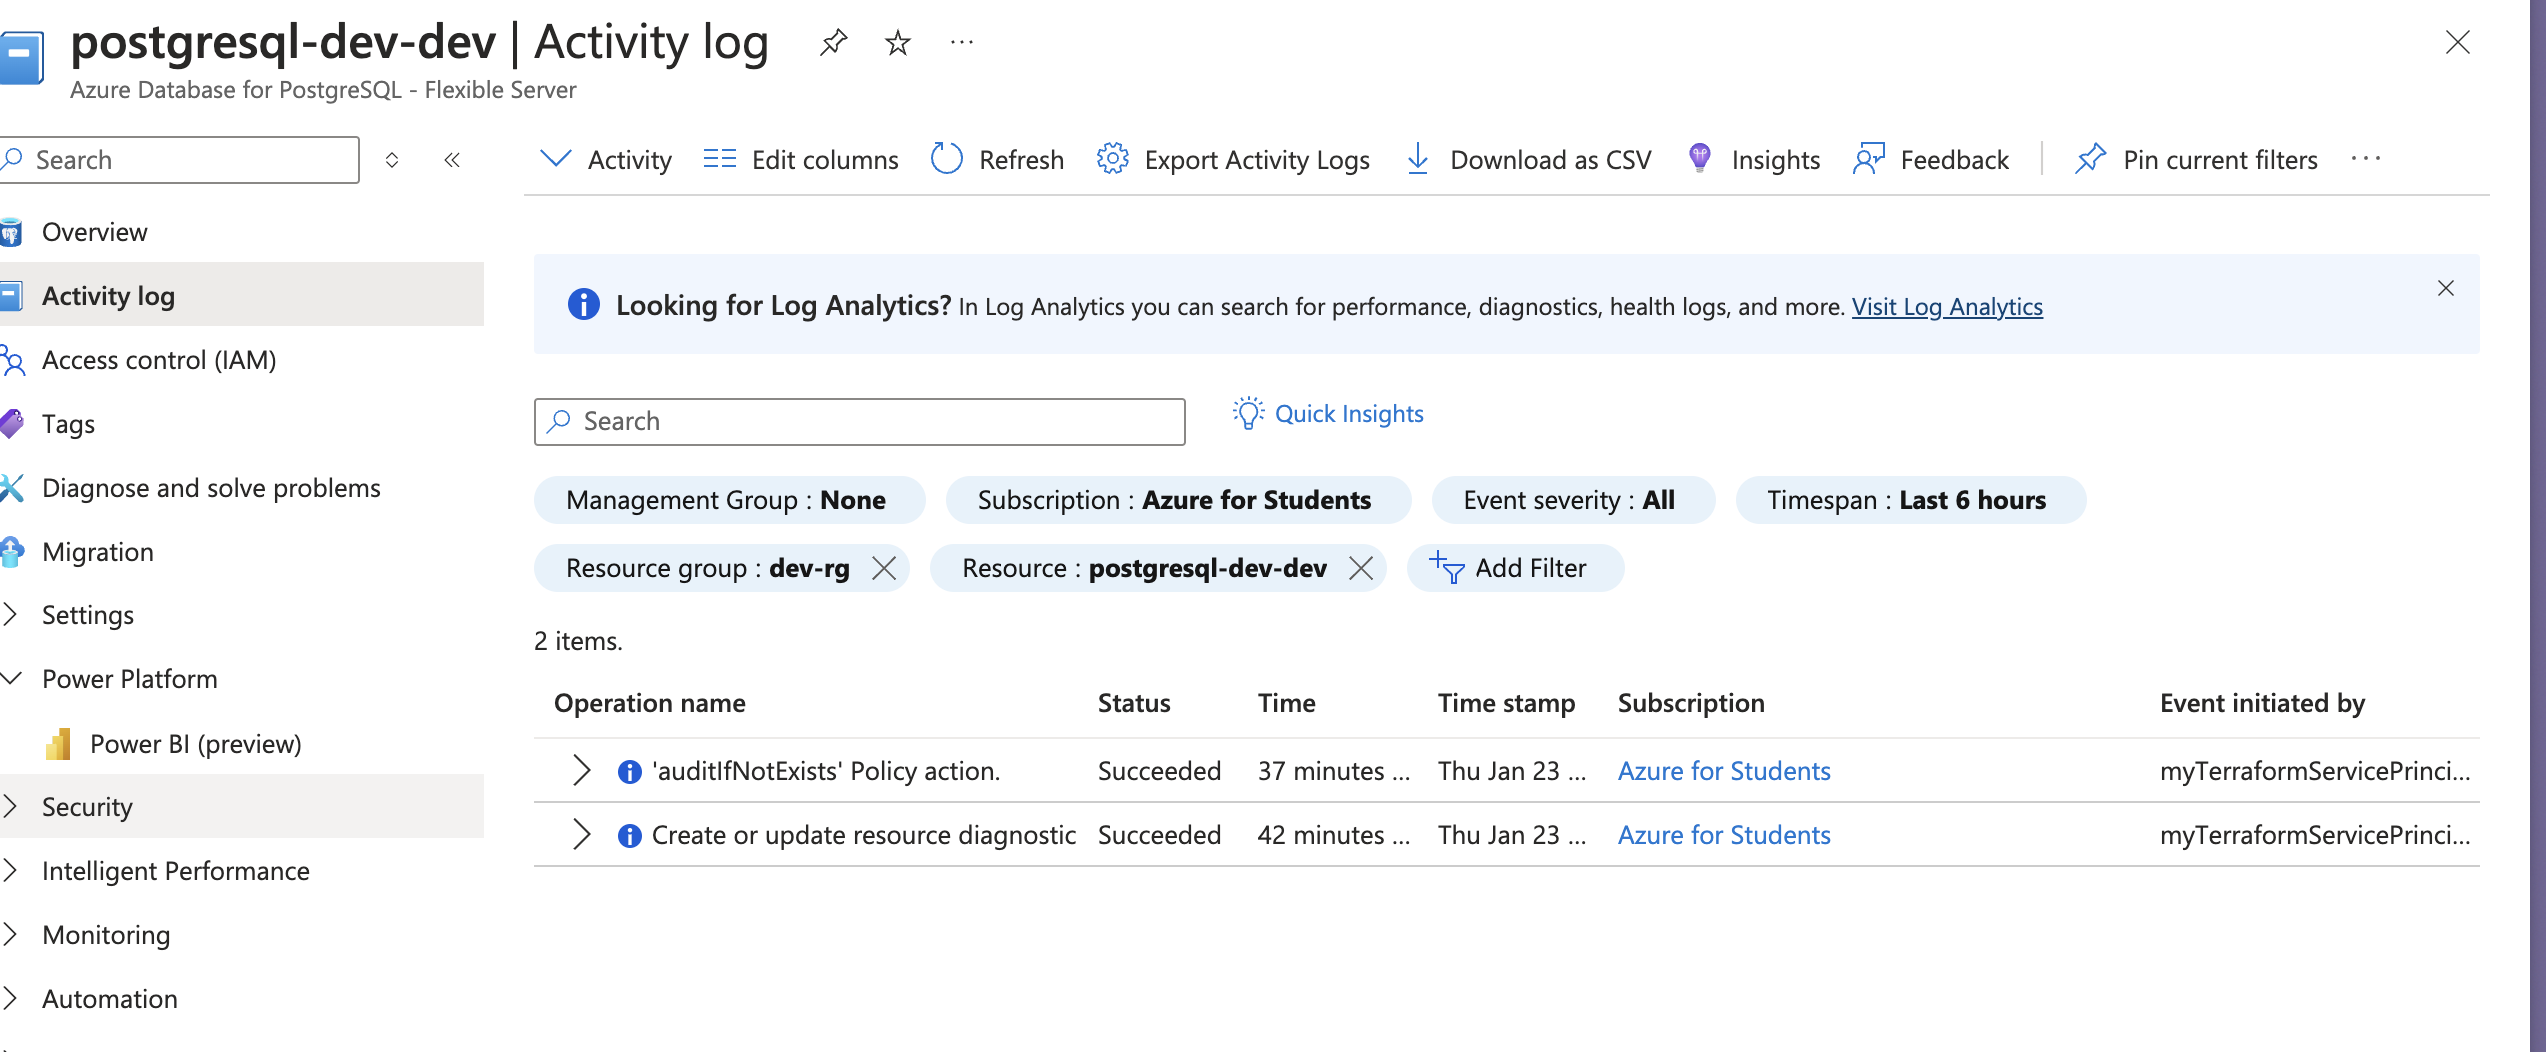 postgresql-dev-dev | Activity log
Azure Database for PostgreSQL - Flexible Server
Search
Activity Edit columns Refresh Export Activity Logs Download as CSV Insights Feedback Pin current filters
Overview
Activity log
Access control (IAM)
Tags
Diagnose and solve problems
Migration
Settings
Power Platform
Power BI (preview)
Security
Intelligent Performance
Monitoring
Automation
Looking for Log Analytics? In Log Analytics you can search for performance, diagnostics, health logs, and more. Visit Log Analytics
Search
Quick Insights
Management Group : None Subscription : Azure for Students Event severity : All Timespan : Last 6 hours
Resource group : dev-rg Resource : postgresql-dev-dev Add Filter
2 items.
Operation name Status Time Time stamp Subscription Event initiated by
'auditIfNotExists' Policy action. Succeeded 37 minutes ... Thu Jan 23 ... Azure for Students myTerraformServicePrinci...
Create or update resource diagnostic Succeeded 42 minutes ... Thu Jan 23 ... Azure for Students myTerraformServicePrinci...